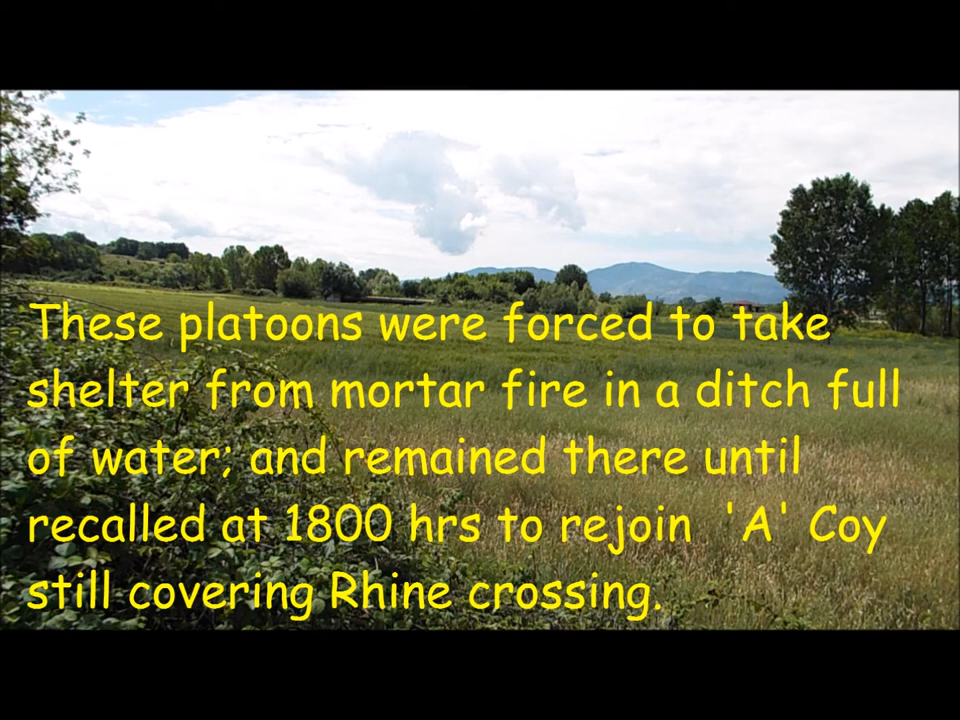 These platoons were forced to take
shelter from mortar fire in a ditch full
of water; and remained there until
recalled at 1800 hrs to rejoin  'A' Coy
still covering Rhine crossing.